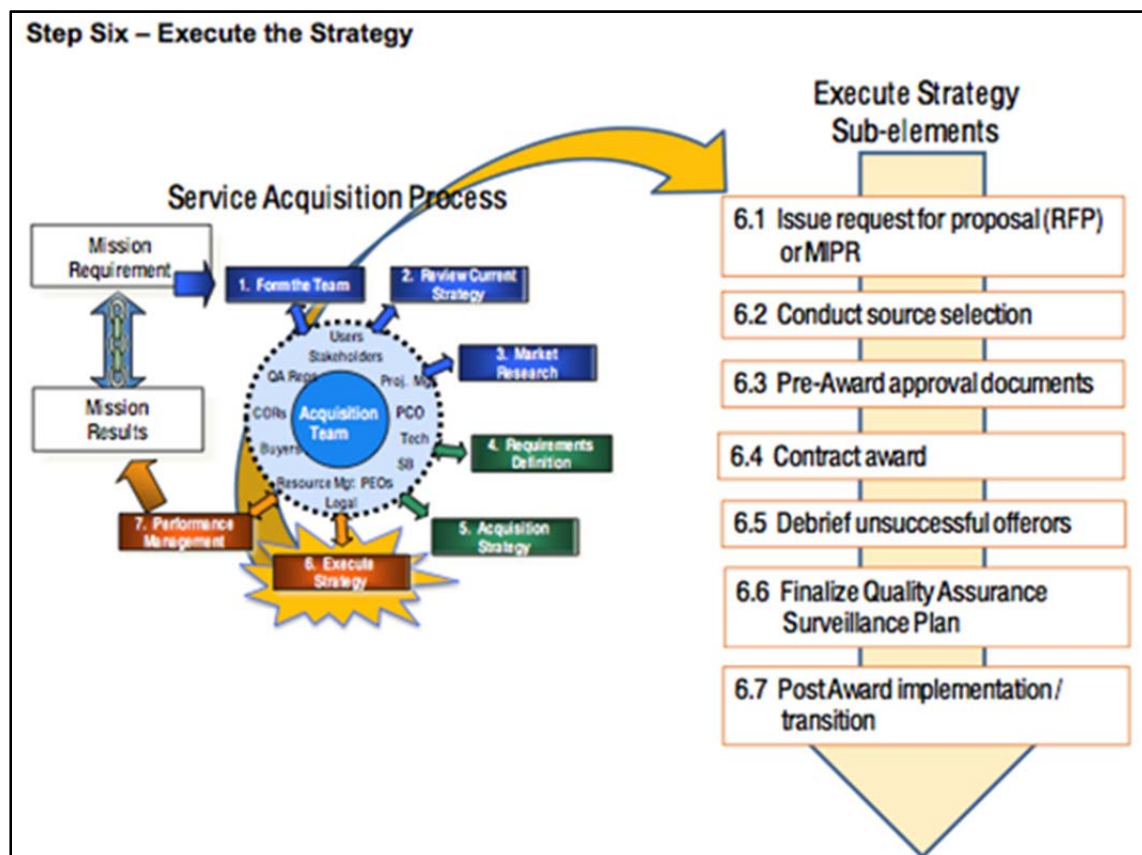 Step Six – Execute the Strategy
Service Acquisition Process
Mission
Requirement
Mission
Results
1. Form the Team
2. Review Current
Strategy
3. Market
Research
4. Requirements
Definition
5. Acquisition
Strategy
6. Execute
Strategy
7. Performance
Management
Users
Stakeholders
QA Reps
Proj. Mgt
CORs
PCO
Acquisition
Team
Tech
Buyers
SB
Resource Mgt PEOs
Legal
Execute Strategy
Sub-elements
6.1 Issue request for proposal (RFP)
or MIPR
6.2 Conduct source selection
6.3 Pre-Award approval documents
6.4 Contract award
6.5 Debrief unsuccessful offerors
6.6 Finalize Quality Assurance
Surveillance Plan
6.7 Post Award implementation /
transition